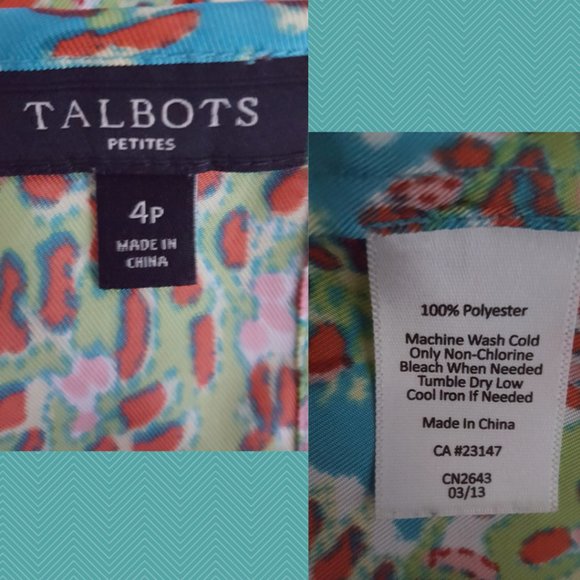 TALBOTS
PETITES
4P
MADE IN
CHINA
100% Polyester
Machine Wash Cold
Only Non-Chlorine
Bleach When Needed
Tumble Dry Low
Cool Iron If Needed
Made In China
CA #23147
CN2643
03/13